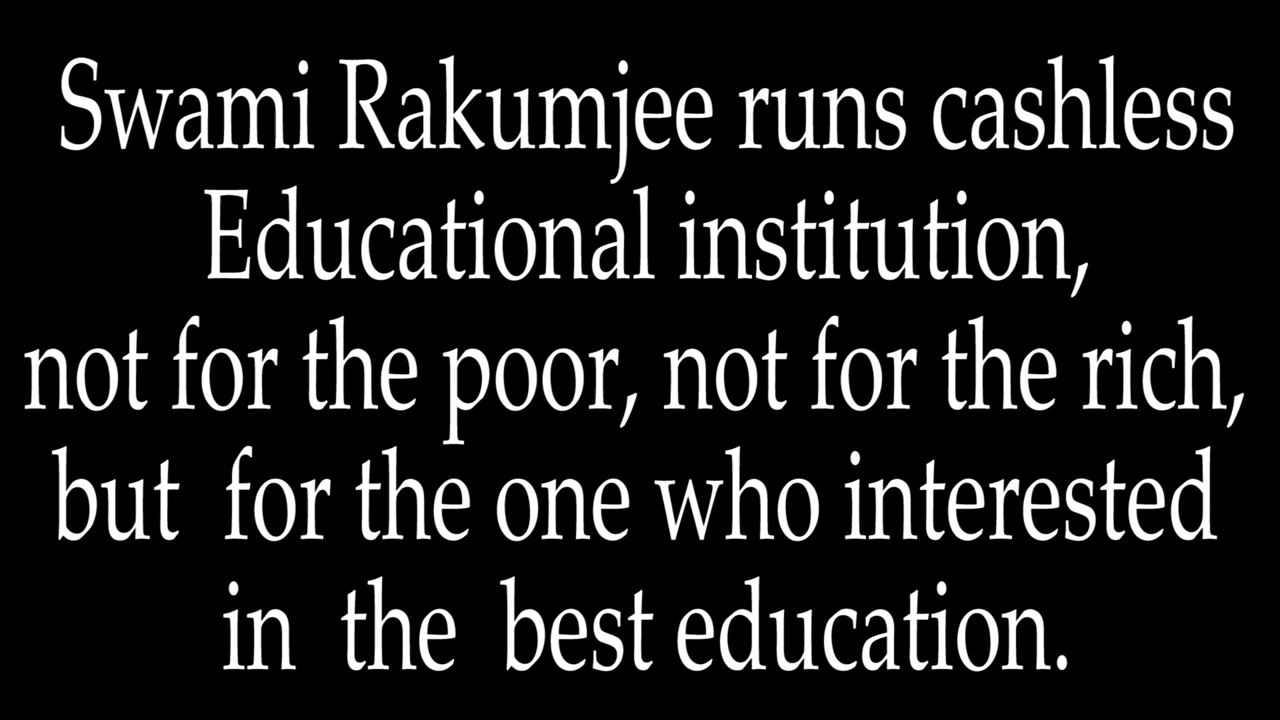 Swami Rakumjee runs cashless
Educational institution,
not for the poor, not for the rich,
but for the one who interested
in the best education.